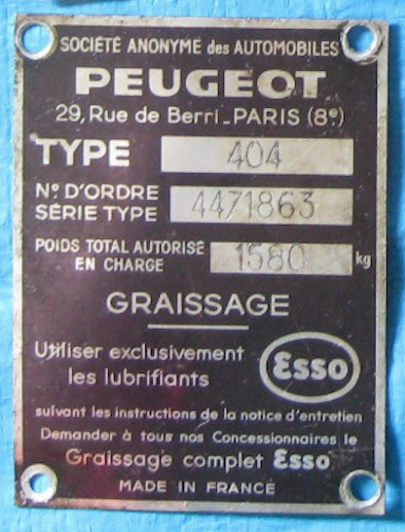 SOCIÉTÉ ANONYME des AUTOMOBILES
PEUGEOT
29, Rue de Berri_PARIS (8e)
TYPE 404
No D'ORDRE
SÉRIE TYPE 4471863
POIDS TOTAL AUTORISÉ
EN CHARGE 1580 kg
GRAISSAGE
Utiliser exclusivement
les lubrifiants Esso
suivant les instructions de la notice d'entretien
Demander à tous nos Concessionnaires le
Graissage complet Esso
MADE IN FRANCE